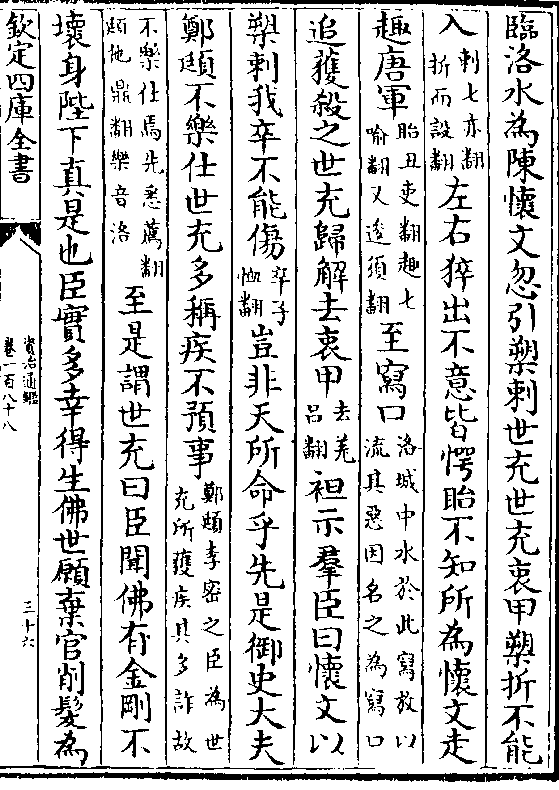 臨洛水為陳懷文忽引槊刺世充世充衷甲槊折不能
入刺七亦翻折而設翻左右猝出不意皆愕眙不知所為懷文走
趣唐軍眙丑吏翻趣七喻翻又逡須翻至寫口洛城中水於此寫放以流其惡因名之為寫口
追獲殺之世充歸解去衷甲去羌呂翻袒示羣臣曰懷文以
槊刺我卒不能傷卒子恤翻豈非天所命乎先是御史大夫
鄭頲不樂仕世充多稱疾不預事鄭頲李密之臣為世充所獲疾其多詐故
不樂仕焉先悉薦翻頲他鼎翻樂音洛至是謂世充曰臣聞佛有金剛不
壞身陛下真是也臣實多幸得生佛世願棄官削髮為
欽定四庫全書
資治通鑑
卷一百八十八
三十六